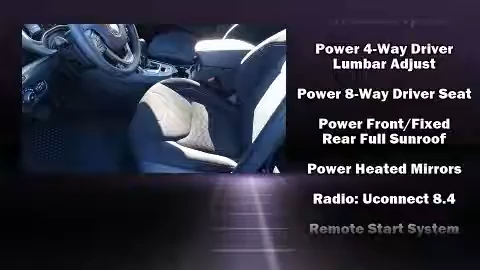 Power 4-Way Driver
Lumbar Adjust
Power 8-Way Driver Seat
Power Front/Fixed
Rear Full Sunroof
Power Heated Mirrors
Radio: Uconnect 8.4
Remote Start System